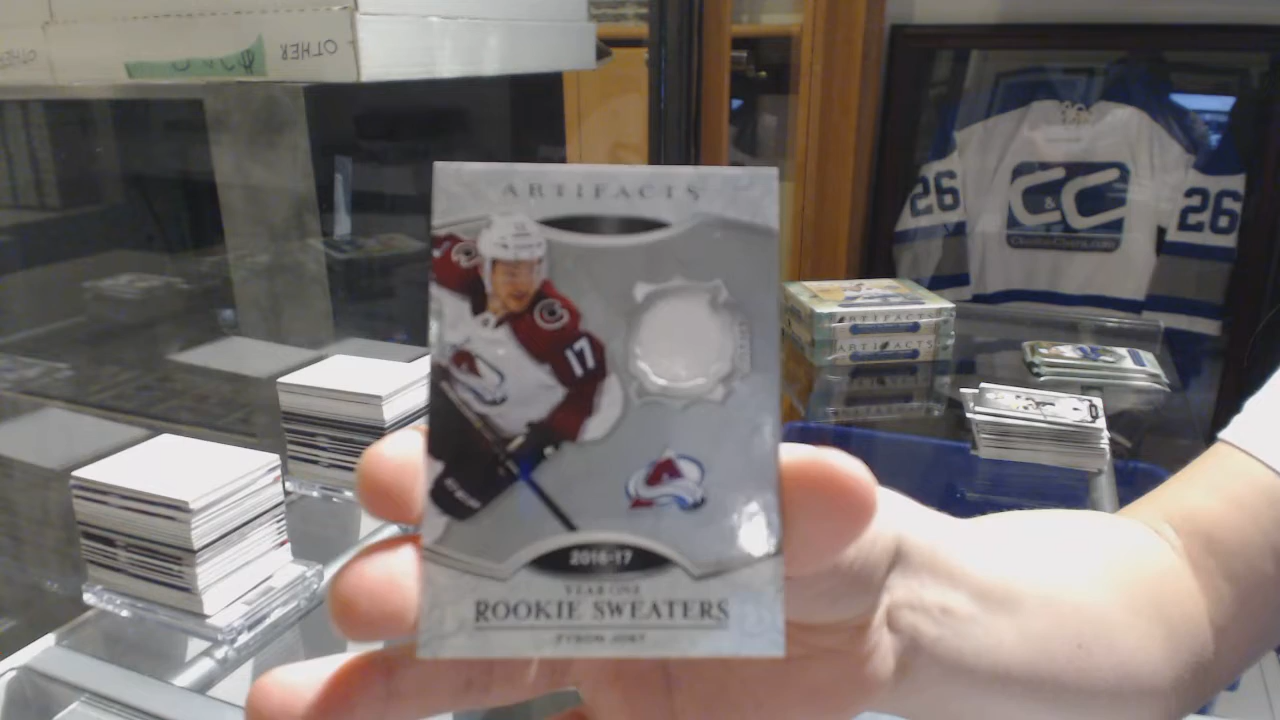 OTHER
ARTIFACTS
17
2016-17
YEAR ONE
ROOKIE SWEATERS
TYSON JOST
26
C&C
26
ARTIFACTS
ARTIFACTS